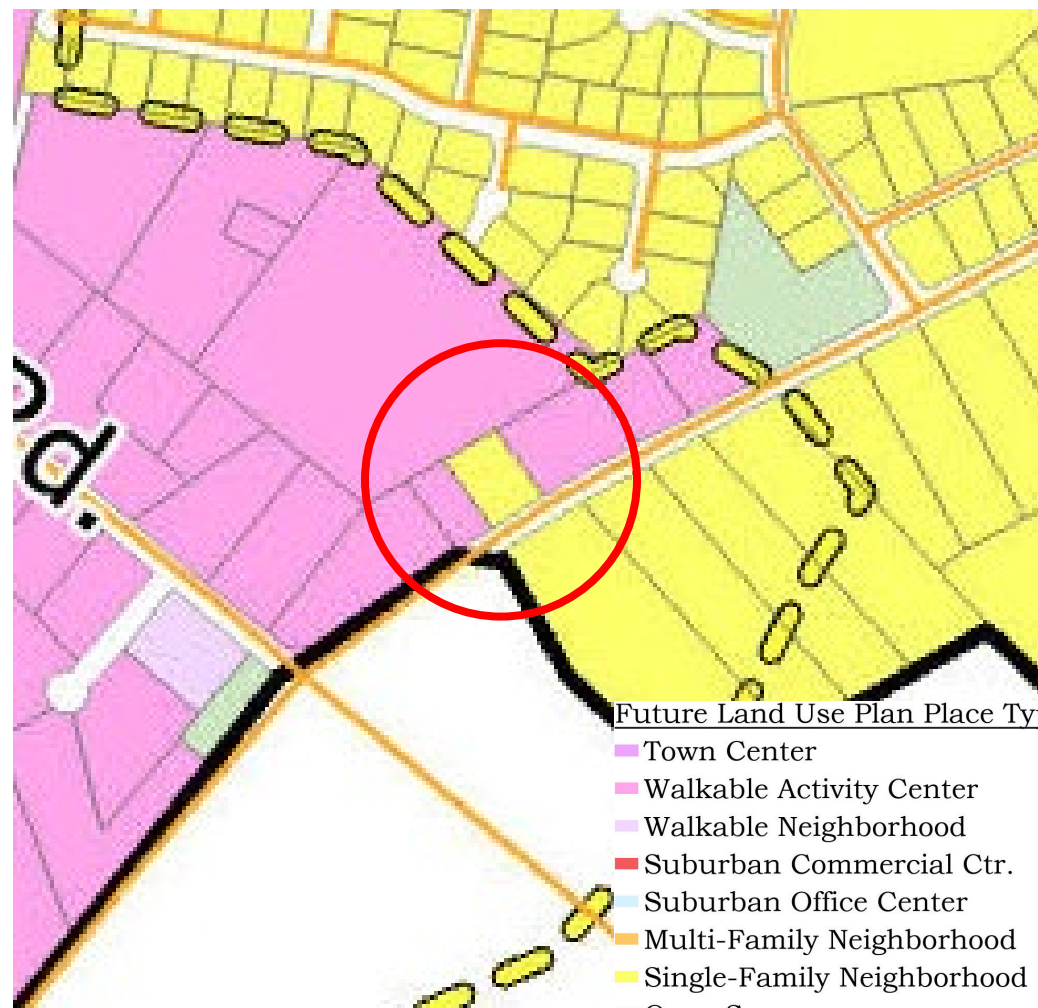 d.
Future Land Use Plan Place Ty
Town Center
Walkable Activity Center
Walkable Neighborhood
Suburban Commercial Ctr.
Suburban Office Center
Multi-Family Neighborhood
Single-Family Neighborhood